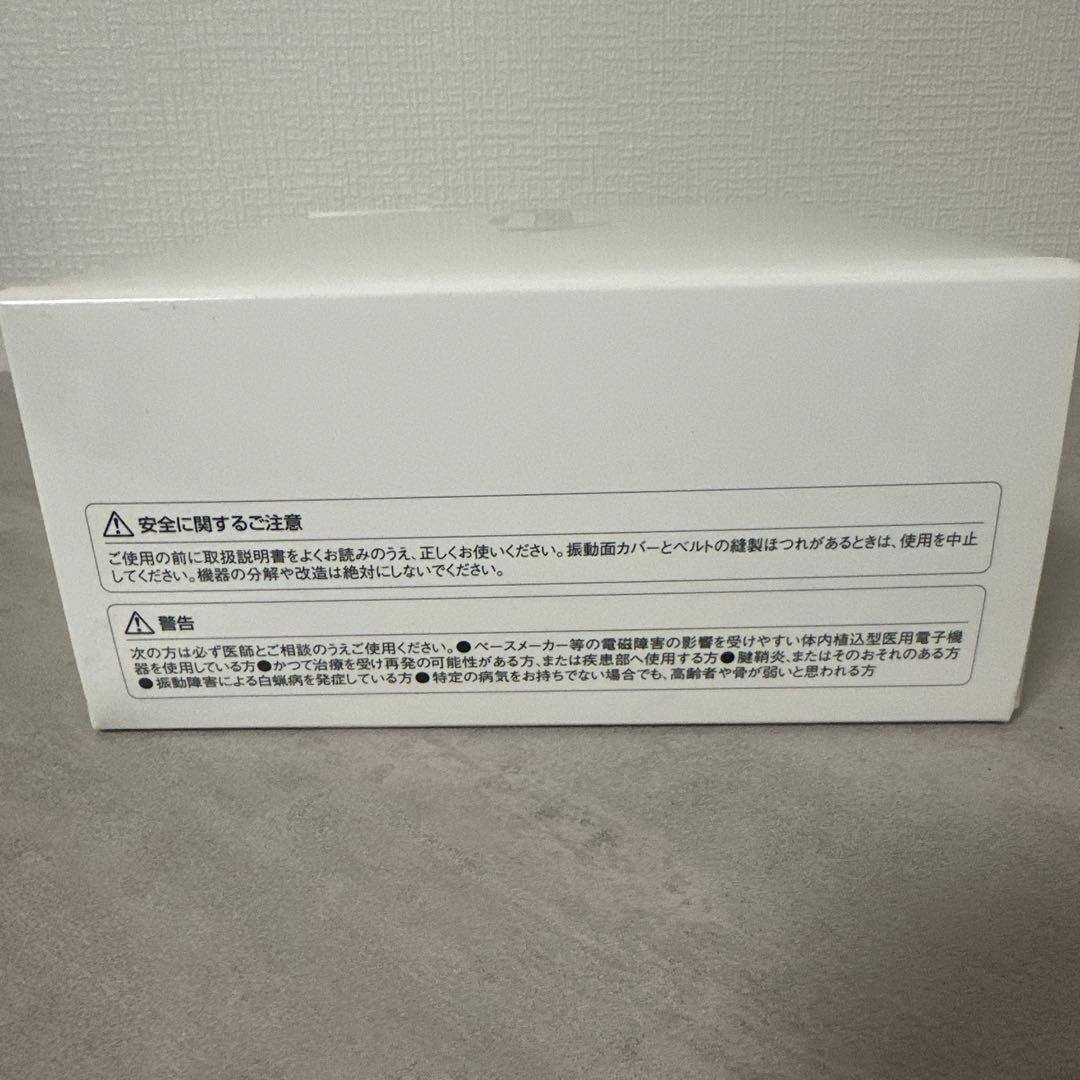 安全に関するご注意
ご使用の前に取扱説明書をよくお読みのうえ、正しくお使いください。振動面カバーとベルトの縫製ほつれがあるときは、使用を中止
してください。機器の分解や改造は絶対にしないでください。
警告
次の方は必ず医師とご相談のうえご使用ください。●ペースメーカー等の電磁障害の影響を受けやすい体内植込型医用電子機
器を使用している方●かつて治療を受け再発の可能性がある方、または疾患部へ使用する方●腱鞘炎、またはそのおそれのある方
●振動障害による白蝋病を発症している方●特定の病気をお持ちでない場合でも、高齢者や骨が弱いと思われる方